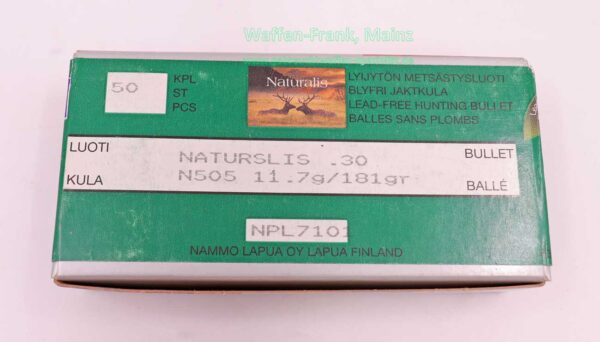 Waffen-Frank, Mainz
50
KPL
ST
PCS
Naturalis
LYIJYTÖN METSÄSTYSLUOTI
BLYFRI JAKTKULA
LEAD-FREE HUNTING BULLET
BALLES SANS PLOMBS
LUOTI
KULA
NATURSLIS .30
N505 11.7g/181gr
BULLET
BALLÉ
NPL7101
NAMMO LAPUA OY LAPUA FINLAND